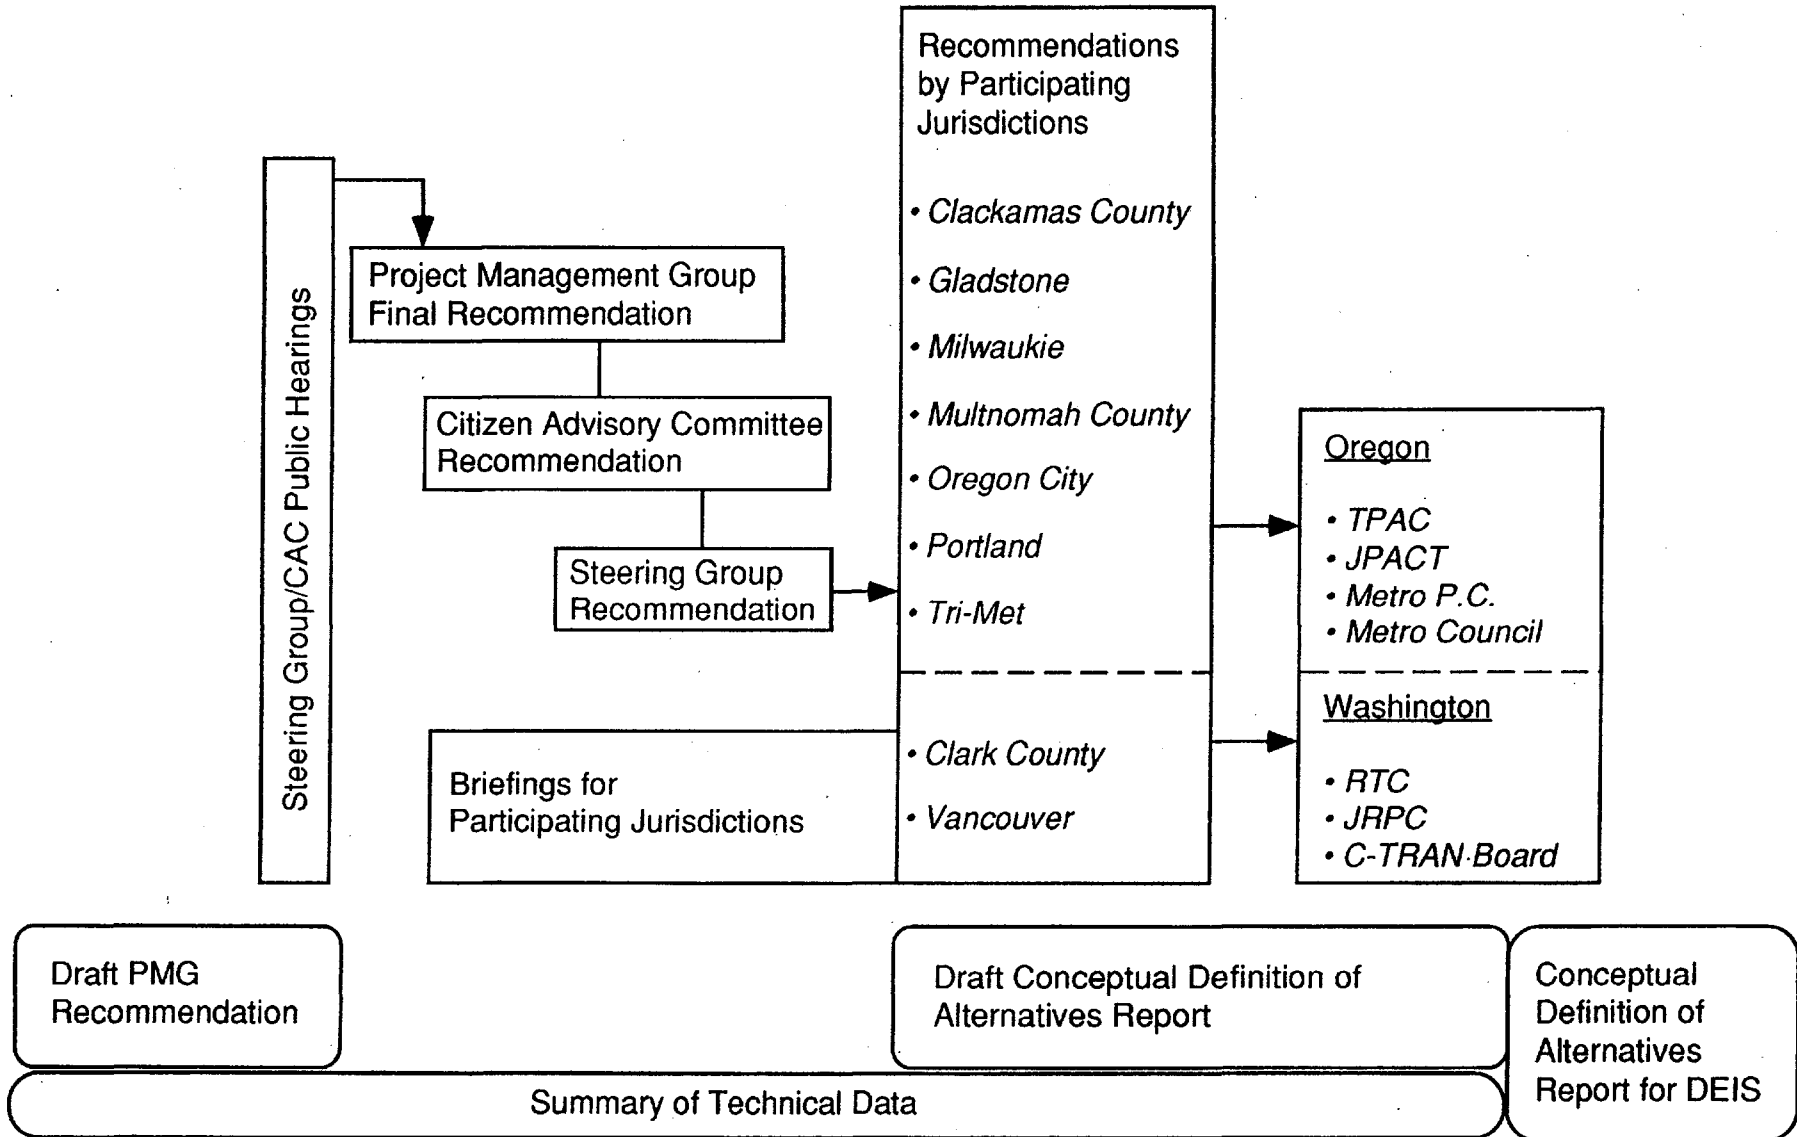 Steering Group/CAC Public Hearings
Project Management Group
Final Recommendation
Citizen Advisory Committee
Recommendation
Steering Group
Recommendation
Briefings for
Participating Jurisdictions
Recommendations
by Participating
Jurisdictions
• Clackamas County
• Gladstone
• Milwaukie
• Multnomah County
• Oregon City
• Portland
• Tri-Met
• Clark County
• Vancouver
Oregon
• TPAC
• JPACT
• Metro P.C.
• Metro Council
Washington
• RTC
• JRPC
• C-TRAN Board
Draft PMG
Recommendation
Draft Conceptual Definition of
Alternatives Report
Conceptual
Definition of
Alternatives
Report for DEIS
Summary of Technical Data